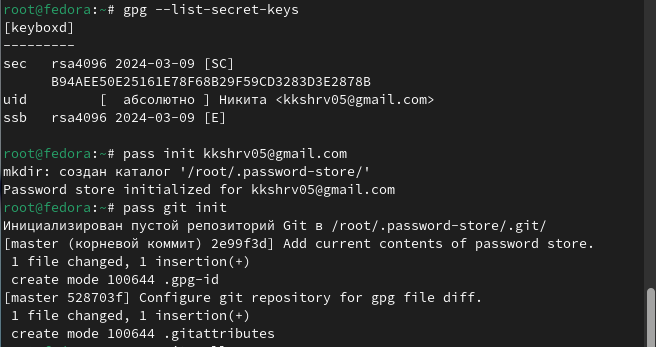 root@fedora:~# gpg --list-secret-keys
[keyboxd]
---------
sec   rsa4096 2024-03-09 [SC]
      B94AEE50E25161E78F68B29F59CD3283D3E2878B
uid         [  абсолютно ] Никита <kkshrv05@gmail.com>
ssb   rsa4096 2024-03-09 [E]

root@fedora:~# pass init kkshrv05@gmail.com
mkdir: создан каталог '/root/.password-store/'
Password store initialized for kkshrv05@gmail.com
root@fedora:~# pass git init
Инициализирован пустой репозиторий Git в /root/.password-store/.git/
[master (корневой коммит) 2e99f3d] Add current contents of password store.
 1 file changed, 1 insertion(+)
 create mode 100644 .gpg-id
[master 528703f] Configure git repository for gpg file diff.
 1 file changed, 1 insertion(+)
 create mode 100644 .gitattributes